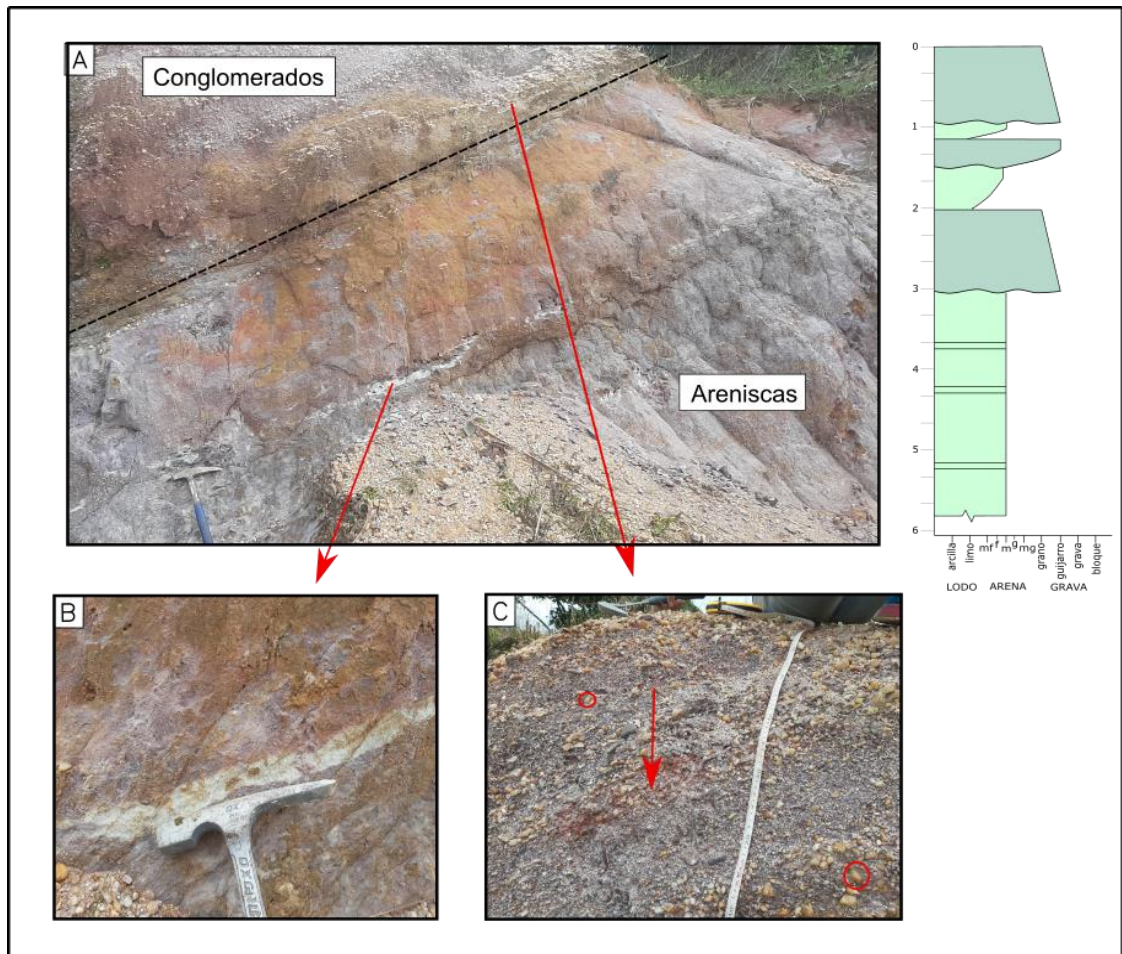 A
Conglomerados
Areniscas
B
C
0
1
2
3
4
5
6
arcilla
limo
mf
f
m
g
mg
grano
guijarro
grava
bloque
LODO ARENA GRAVA